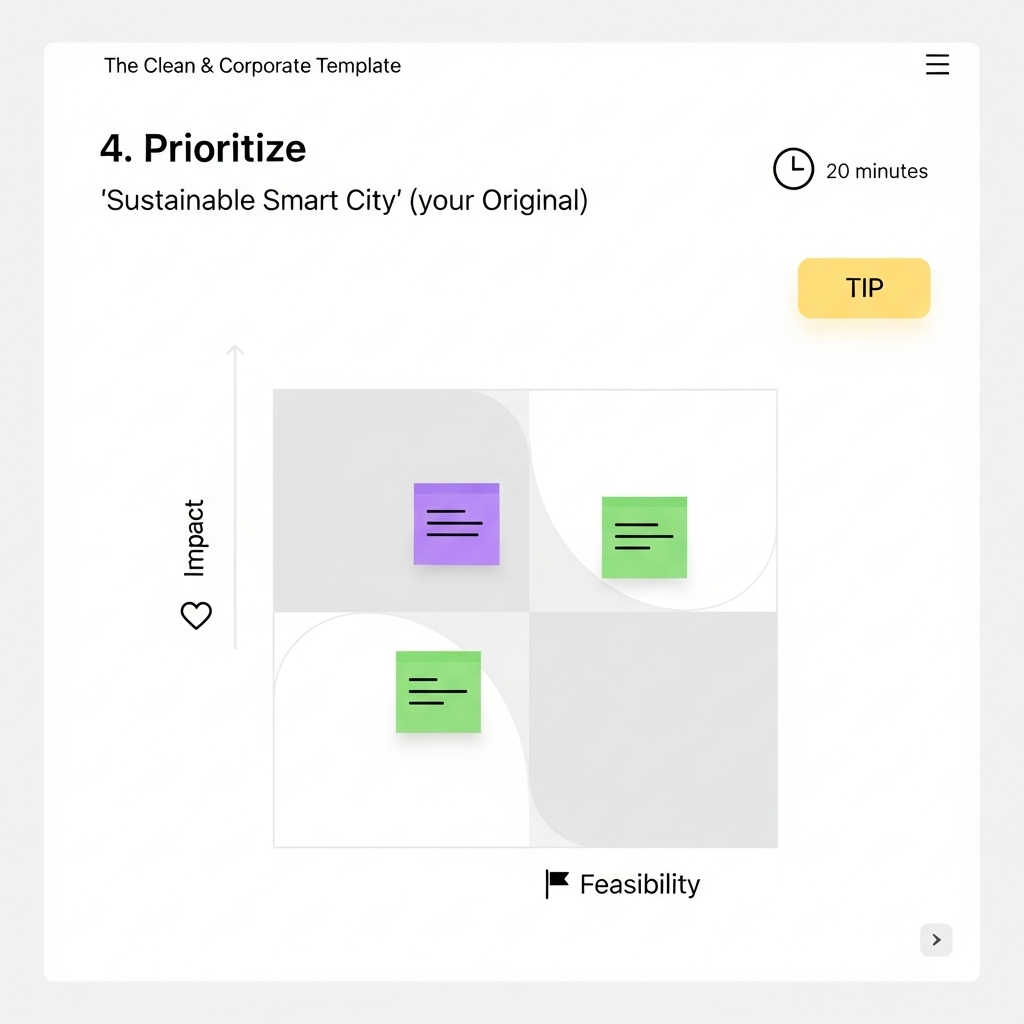 The Clean & Corporate Template
4. Prioritize
'Sustainable Smart City' (your Original)
20 minutes
TIP
Impact
Feasibility